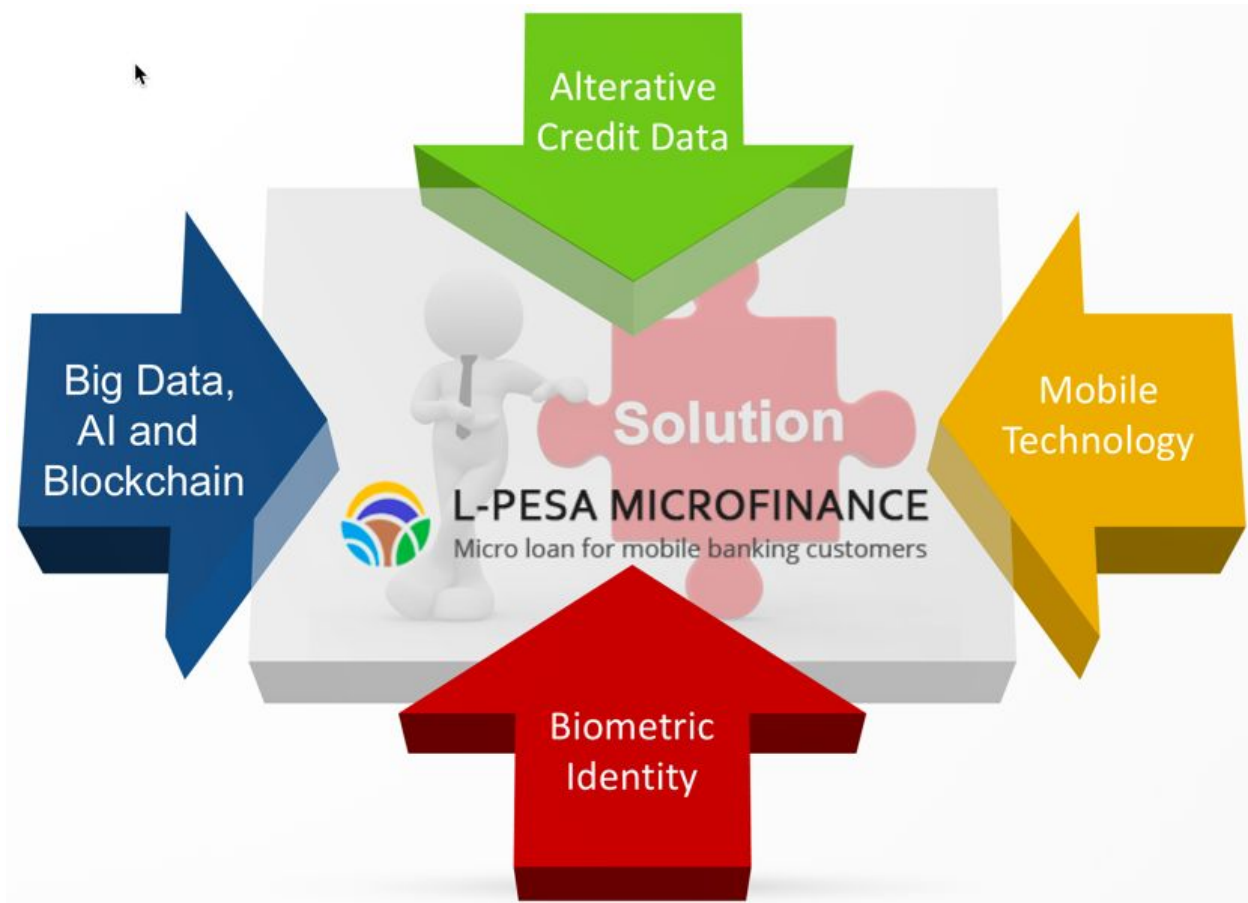 Alterative
Credit Data
Big Data,
AI and
Blockchain
Mobile
Technology
Solution
L-PESA MICROFINANCE
Micro loan for mobile banking customers
Biometric
Identity